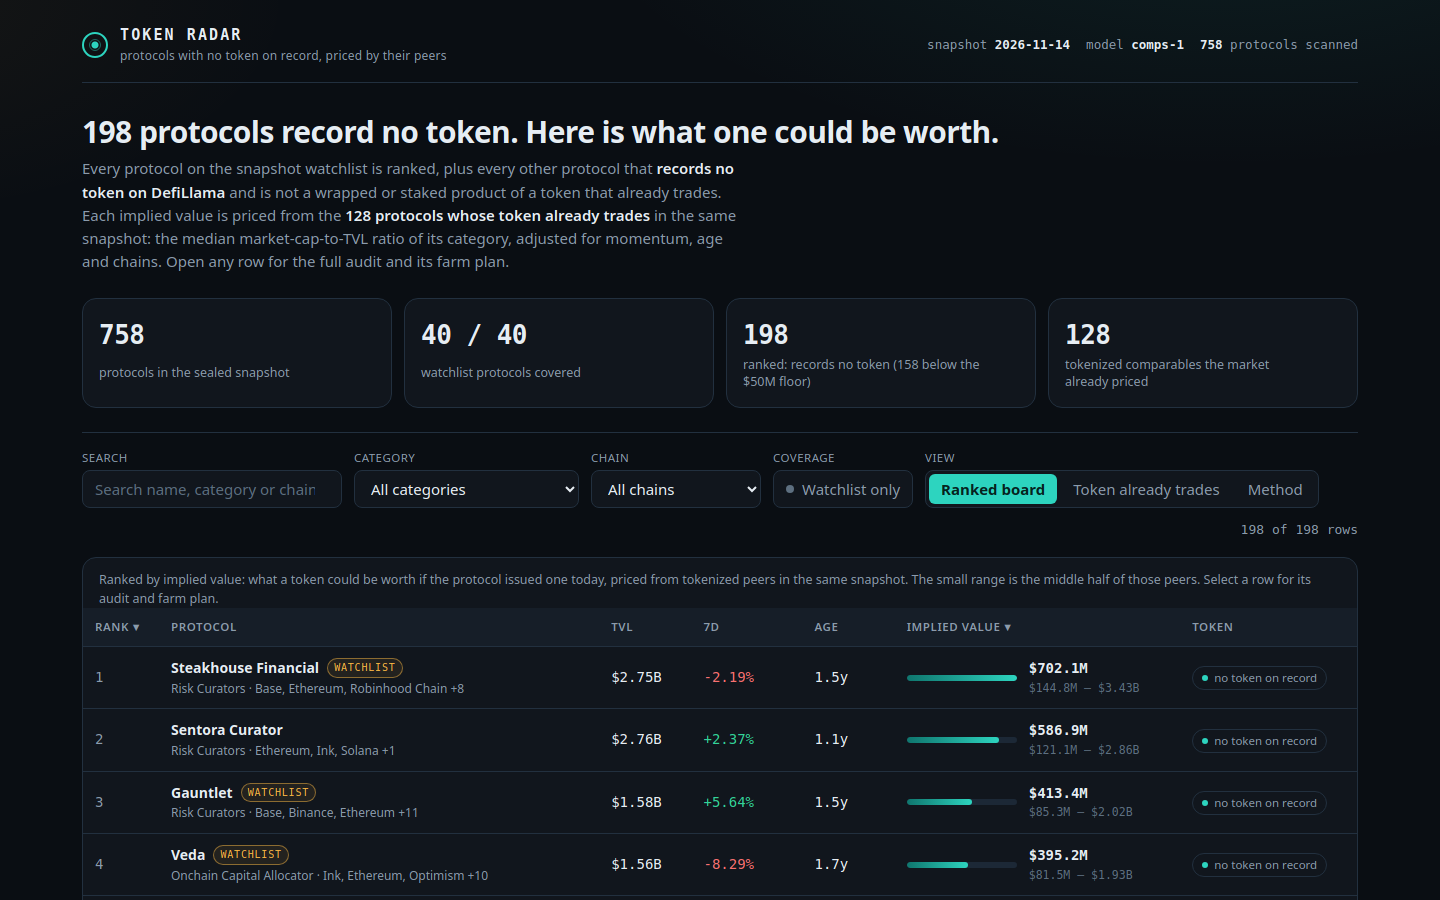 TOKEN RADAR
protocols with no token on record, priced by their peers
snapshot 2026-11-14 model comps-1 758 protocols scanned
198 protocols record no token. Here is what one could be worth.
Every protocol on the snapshot watchlist is ranked, plus every other protocol that records no
token on DefiLlama and is not a wrapped or staked product of a token that already trades.
Each implied value is priced from the 128 protocols whose token already trades in the same
snapshot: the median market-cap-to-TVL ratio of its category, adjusted for momentum, age
and chains. Open any row for the full audit and its farm plan.
758
protocols in the sealed snapshot
40 / 40
watchlist protocols covered
198
ranked: records no token (158 below the
$50M floor)
128
tokenized comparables the market
already priced
SEARCH CATEGORY CHAIN COVERAGE VIEW
Search name, category or chain All categories All chains Watchlist only Ranked board Token already trades Method
198 of 198 rows
Ranked by implied value: what a token could be worth if the protocol issued one today, priced from tokenized peers in the same snapshot. The small range is the middle half of those peers. Select a row for its
audit and farm plan.
RANK ▼ PROTOCOL TVL 7D AGE IMPLIED VALUE ▼ TOKEN
1 Steakhouse Financial WATCHLIST $2.75B -2.19% 1.5y $702.1M no token on record
Risk Curators · Base, Ethereum, Robinhood Chain +8 $144.8M — $3.43B
2 Sentora Curator $2.76B +2.37% 1.1y $586.9M no token on record
Risk Curators · Ethereum, Ink, Solana +1 $121.1M — $2.86B
3 Gauntlet WATCHLIST $1.58B +5.64% 1.5y $413.4M no token on record
Risk Curators · Base, Binance, Ethereum +11 $85.3M — $2.02B
4 Veda WATCHLIST $1.56B -8.29% 1.7y $395.2M no token on record
Onchain Capital Allocator · Ink, Ethereum, Optimism +10 $81.5M — $1.93B